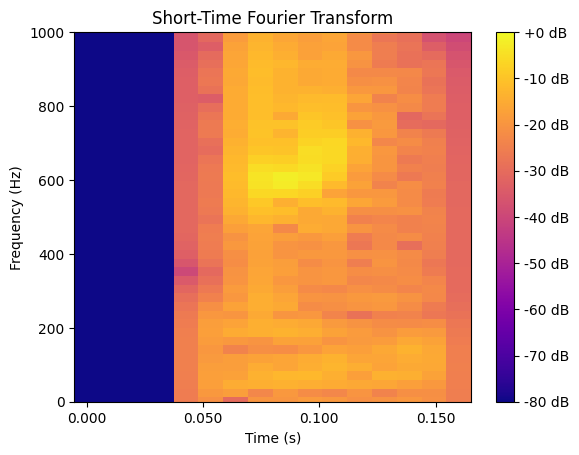 Short-Time Fourier Transform
1000
800
600
400
200
0
Frequency (Hz)
0.000
0.050
0.100
0.150
Time (s)
+0 dB
-10 dB
-20 dB
-30 dB
-40 dB
-50 dB
-60 dB
-70 dB
-80 dB